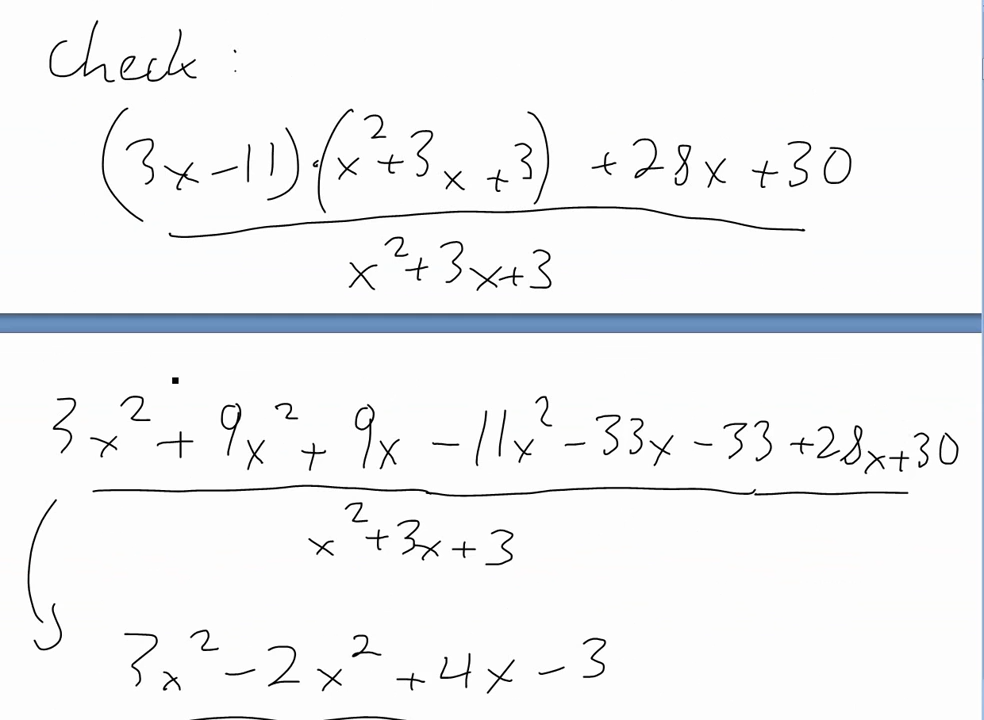 Check:
(3x-11)·(x²+3x+3) +28x+30
x²+3x+3
3x² + 9x² + 9x - 11x² - 33x - 33 + 28x + 30
x²+3x+3
3x² - 2x² + 4x - 3